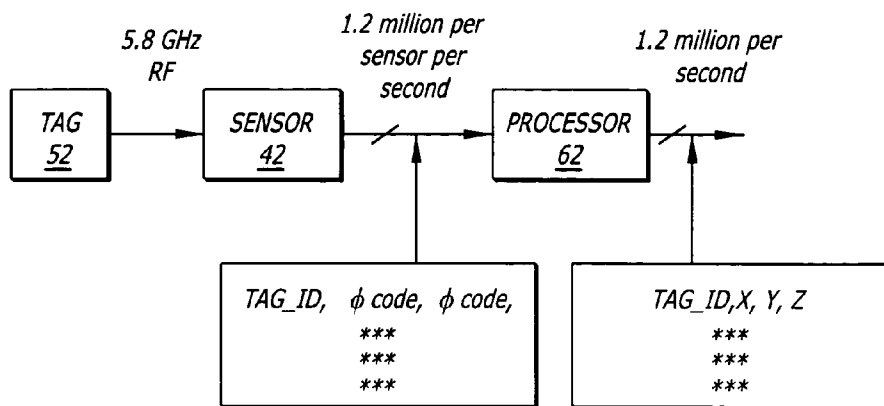 5.8 GHz
RF
1.2 million per
sensor per
second
1.2 million per
second
TAG
52
SENSOR
42
PROCESSOR
62
TAG_ID, ϕ code, ϕ code,
***
***
***
TAG_ID,X, Y, Z
***
***
***